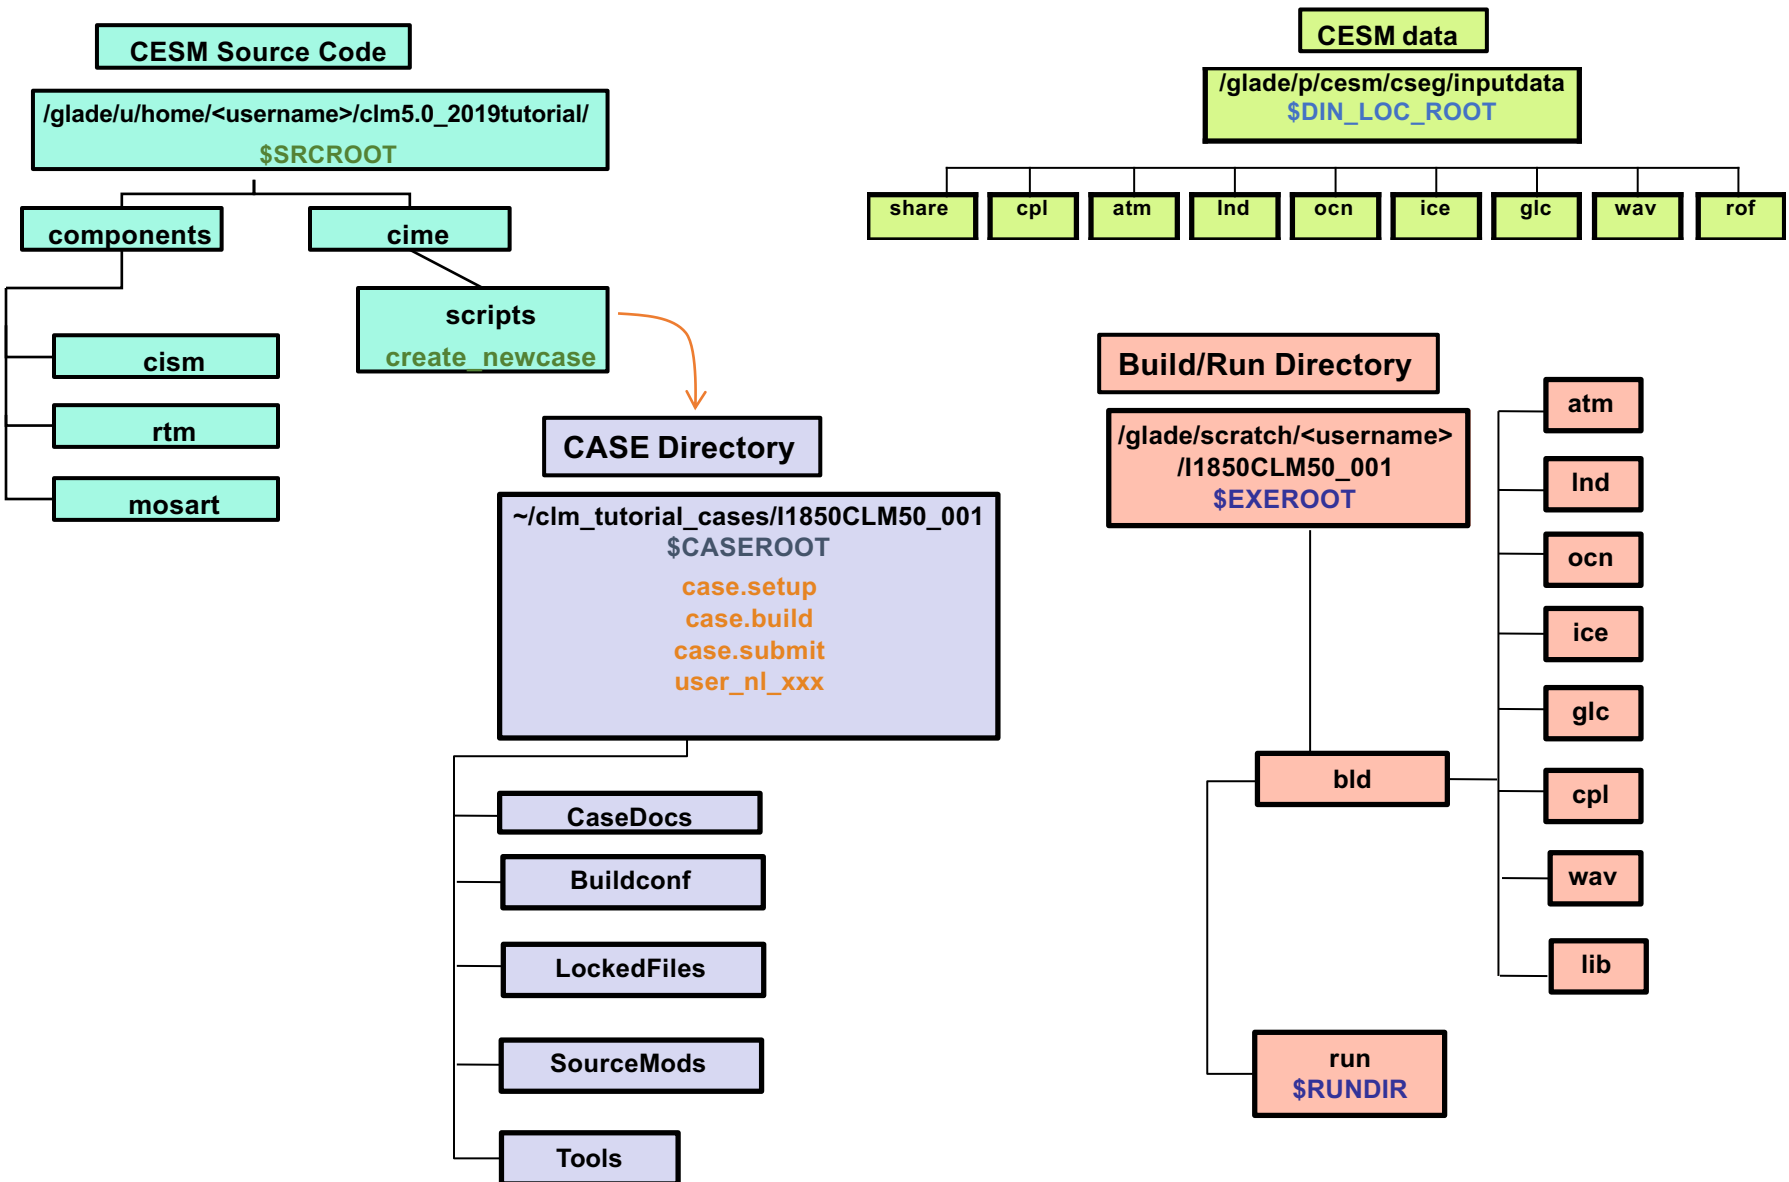 CESM Source Code
/glade/u/home/<username>/clm5.0_2019tutorial/
$SRCROOT
components
cime
scripts
create_newcase
cism
rtm
mosart
CESM data
/glade/p/cesm/cseg/inputdata
$DIN_LOC_ROOT
share
cpl
atm
lnd
ocn
ice
glc
wav
rof
CASE Directory
~/clm_tutorial_cases/I1850CLM50_001
$CASEROOT
case.setup
case.build
case.submit
user_nl_xxx
CaseDocs
Buildconf
LockedFiles
SourceMods
Tools
Build/Run Directory
/glade/scratch/<username>
/I1850CLM50_001
$EXEROOT
bld
run
$RUNDIR
atm
lnd
ocn
ice
glc
cpl
wav
lib